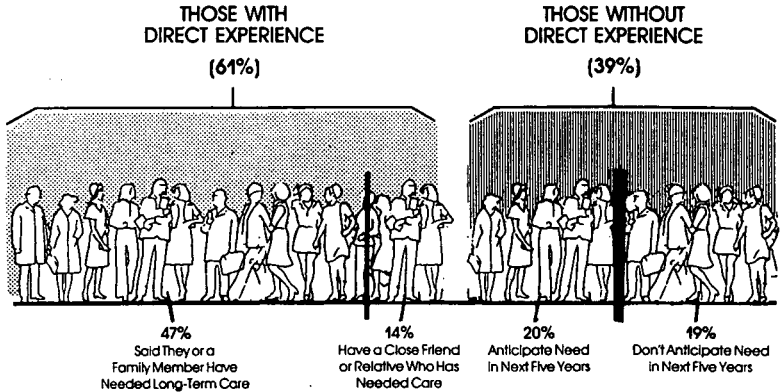 THOSE WITH
DIRECT EXPERIENCE
(61%)
THOSE WITHOUT
DIRECT EXPERIENCE
(39%)
47%
Said They or a
Family Member Have
Needed Long-Term Care
14%
Have a Close Friend
or Relative Who Has
Needed Care
20%
Anticipate Need
in Next Five Years
19%
Don't Anticipate Need
in Next Five Years